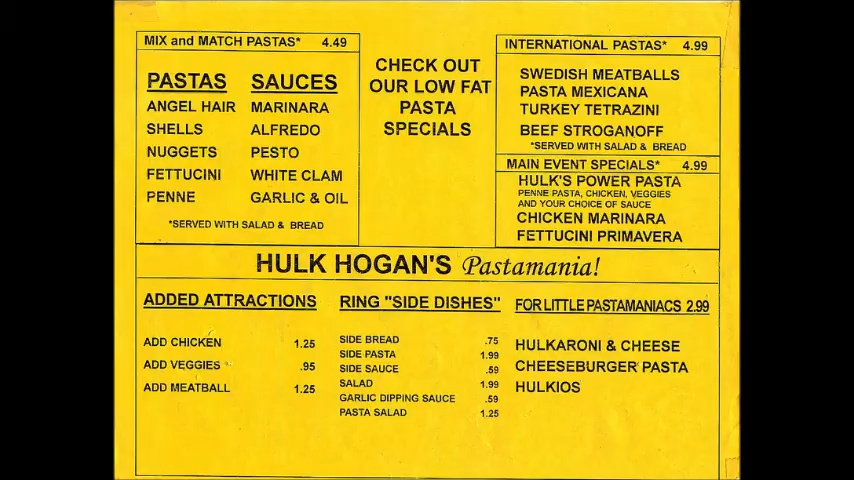 MIX and MATCH PASTAS* 4.49
PASTAS SAUCES
ANGEL HAIR MARINARA
SHELLS ALFREDO
NUGGETS PESTO
FETTUCINI WHITE CLAM
PENNE GARLIC & OIL
*SERVED WITH SALAD & BREAD
CHECK OUT
OUR LOW FAT
PASTA
SPECIALS
INTERNATIONAL PASTAS* 4.99
SWEDISH MEATBALLS
PASTA MEXICANA
TURKEY TETRAZINI
BEEF STROGANOFF
*SERVED WITH SALAD & BREAD
MAIN EVENT SPECIALS* 4.99
HULK'S POWER PASTA
PENNE PASTA, CHICKEN, VEGGIES
AND YOUR CHOICE OF SAUCE
CHICKEN MARINARA
FETTUCINI PRIMAVERA
HULK HOGAN'S Pastamania!
ADDED ATTRACTIONS
ADD CHICKEN 1.25
ADD VEGGIES .95
ADD MEATBALL 1.25
RING "SIDE DISHES"
SIDE BREAD .75
SIDE PASTA 1.99
SIDE SAUCE .59
SALAD 1.99
GARLIC DIPPING SAUCE .59
PASTA SALAD 1.25
FOR LITTLE PASTAMANIACS 2.99
HULKARONI & CHEESE
CHEESEBURGER PASTA
HULKIOS